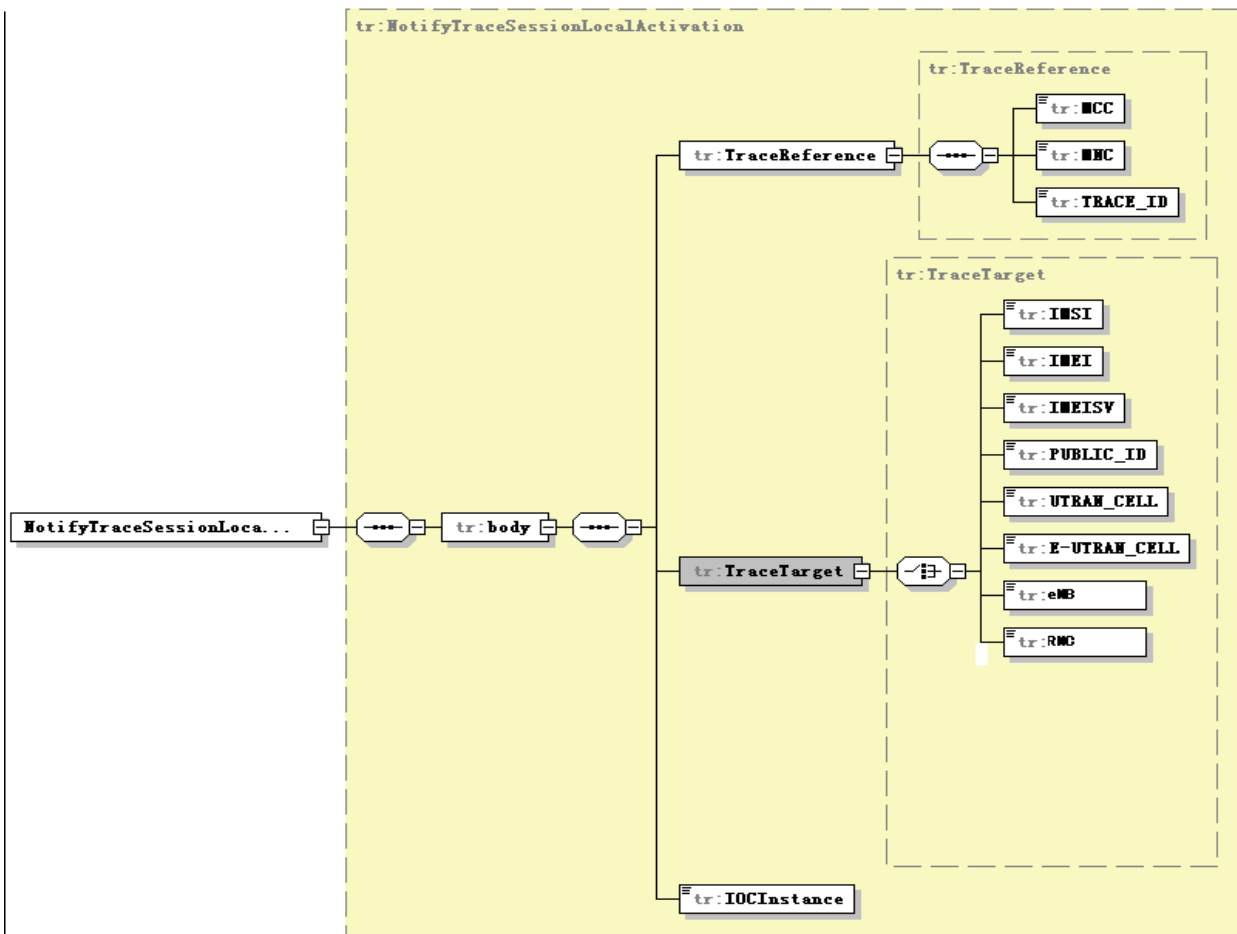 tr:NotifyTraceSessionLocalActivation
tr:TraceReference
tr:MCC
tr:TraceReference
tr:MNC
tr:TRACE_ID
tr:TraceTarget
tr:IMSI
tr:IMEI
tr:IMEISV
tr:PUBLIC_ID
tr:UTRAN_CELL
NotifyTraceSessionLoca...
tr:body
tr:E-UTRAN_CELL
tr:TraceTarget
tr:eNB
tr:RNC
tr:IOCInstance